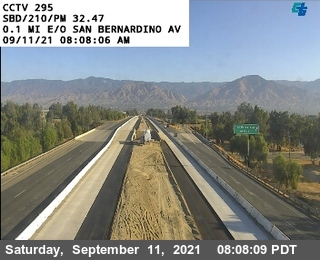 CCTV 295
SBD/210/PM 32.47
0.1 MI E/O SAN BERNARDINO AV
09/11/21 08:08:06 AM
Saturday, September 11, 2021 08:08:09 PDT